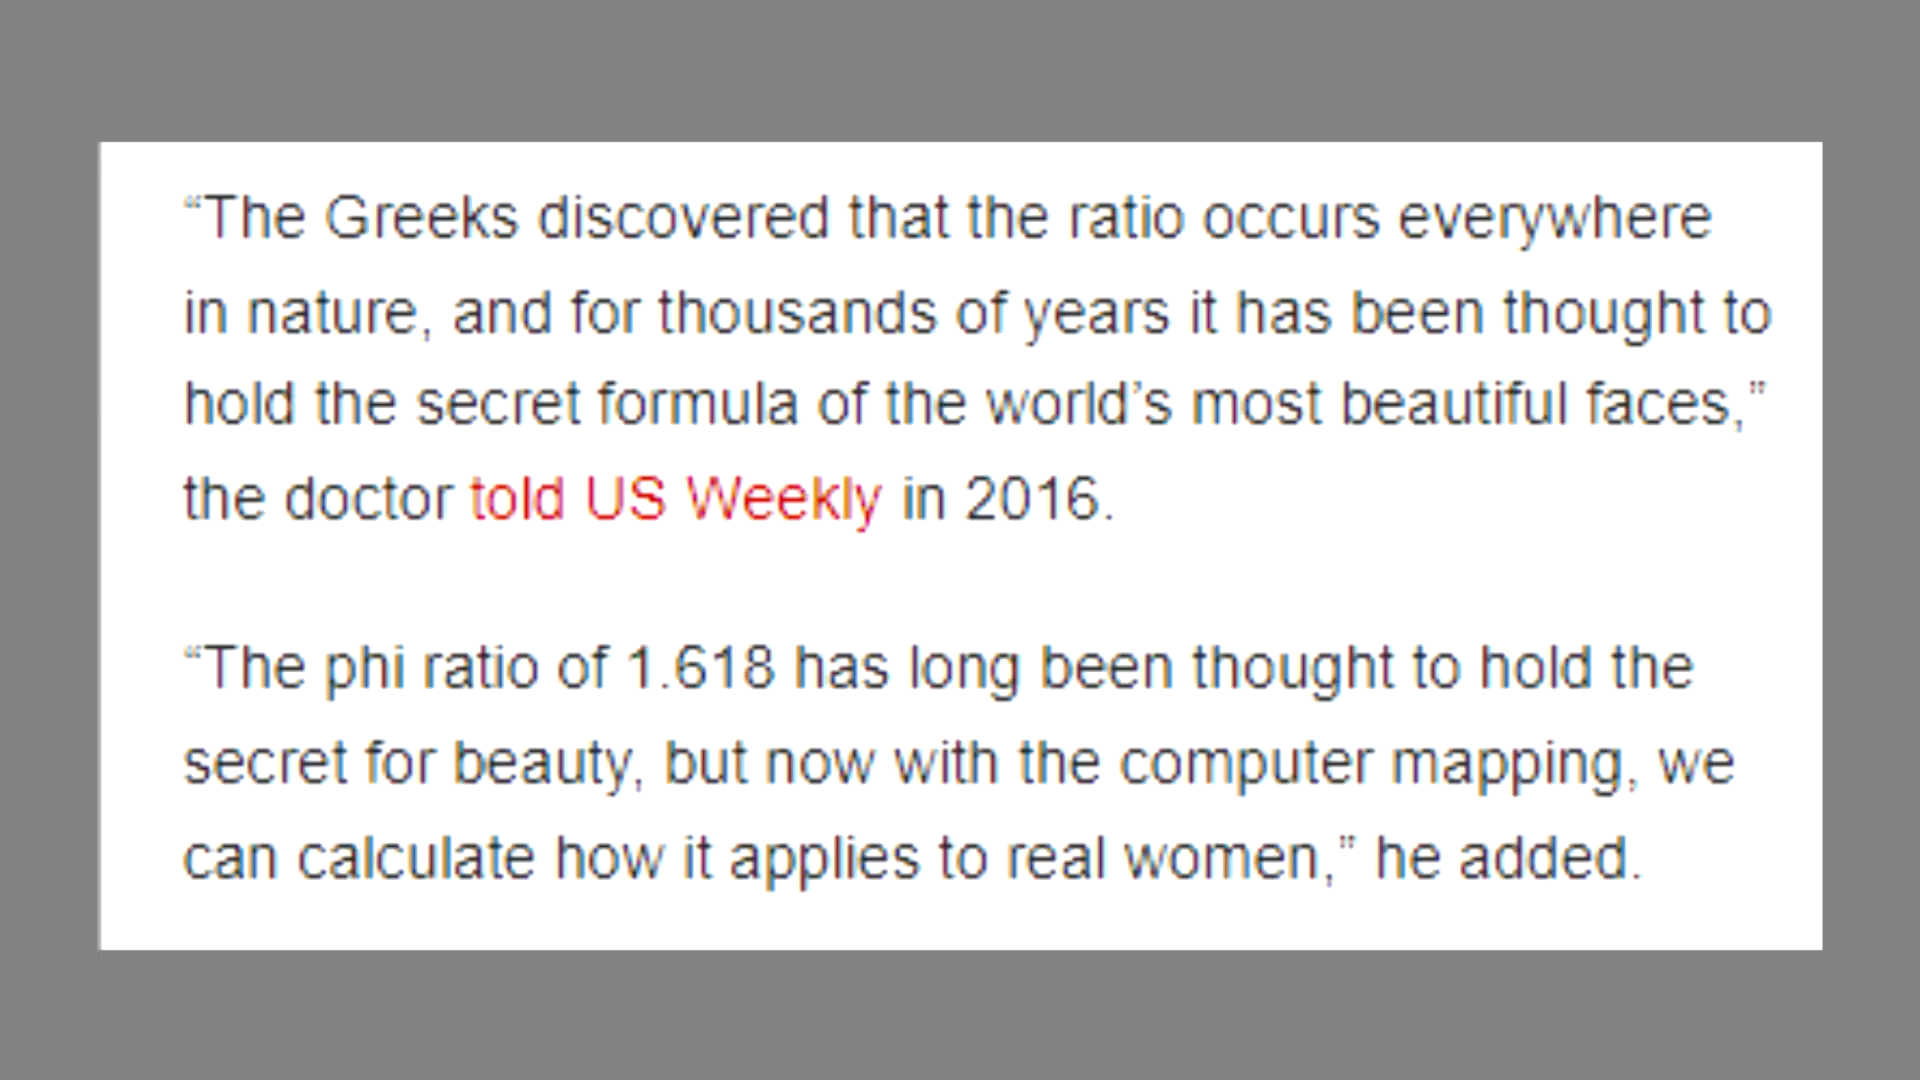 “The Greeks discovered that the ratio occurs everywhere
in nature, and for thousands of years it has been thought to
hold the secret formula of the world’s most beautiful faces,”
the doctor told US Weekly in 2016.
“The phi ratio of 1.618 has long been thought to hold the
secret for beauty, but now with the computer mapping, we
can calculate how it applies to real women,” he added.